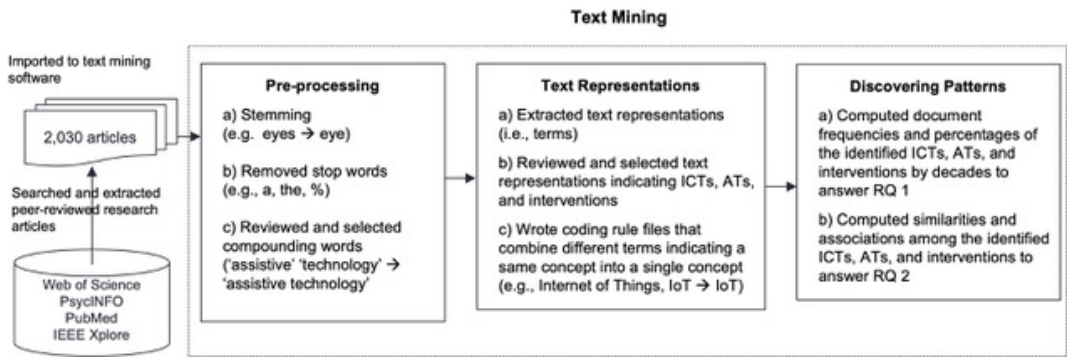 Text Mining
Imported to text mining
software
2,030 articles
Searched and extracted
peer-reviewed research
articles
Web of Science
PsycINFO
PubMed
IEEE Xplore
Pre-processing
a) Stemming
(e.g. eyes → eye)
b) Removed stop words
(e.g., a, the, %)
c) Reviewed and selected
compounding words
('assistive' 'technology' →
'assistive technology'
Text Representations
a) Extracted text representations
(i.e., terms)
b) Reviewed and selected text
representations indicating ICTs, ATs,
and interventions
c) Wrote coding rule files that
combine different terms indicating a
same concept into a single concept
(e.g., Internet of Things, IoT → IoT)
Discovering Patterns
a) Computed document
frequencies and percentages of
the identified ICTs, ATs, and
interventions by decades to
answer RQ 1
b) Computed similarities and
associations among the identified
ICTs, ATs, and interventions to
answer RQ 2